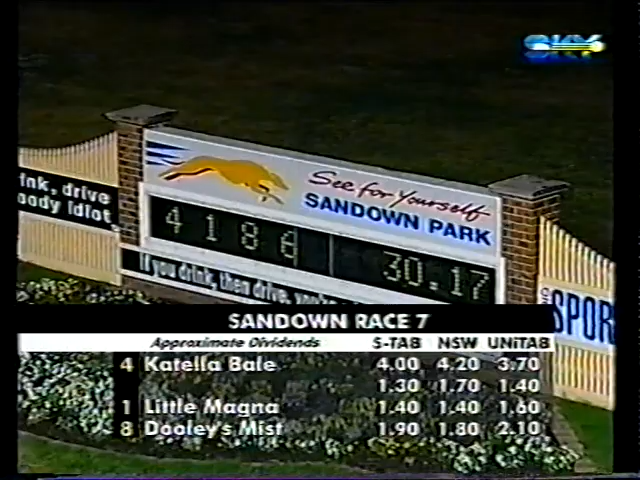 SKY
ink, drive
oody idiot.
See for Yourself
SANDOWN PARK
4 1 8 6 30.17
If you drink, then drive, you're
SPOR
SANDOWN RACE 7
Approximate Dividends S-TAB NSW UNiTAB
4 Katella Bale 4.00 4.20 3.70
1.30 1.70 1.40
1 Little Magna 1.40 1.40 1.60
8 Dooley's Mist 1.90 1.80 2.10